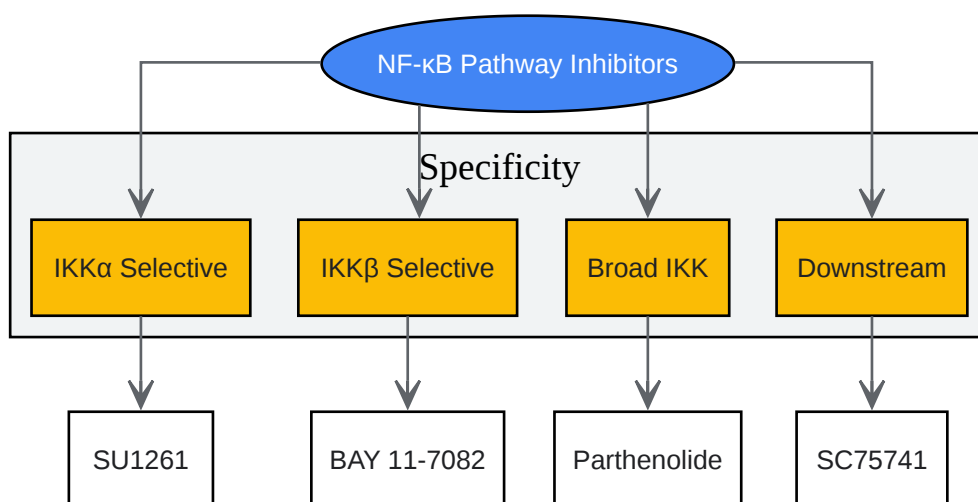 NF-κB Pathway Inhibitors
Specificity
IKKα Selective
IKKβ Selective
Broad IKK
Downstream
SU1261
BAY 11-7082
Parthenolide
SC75741